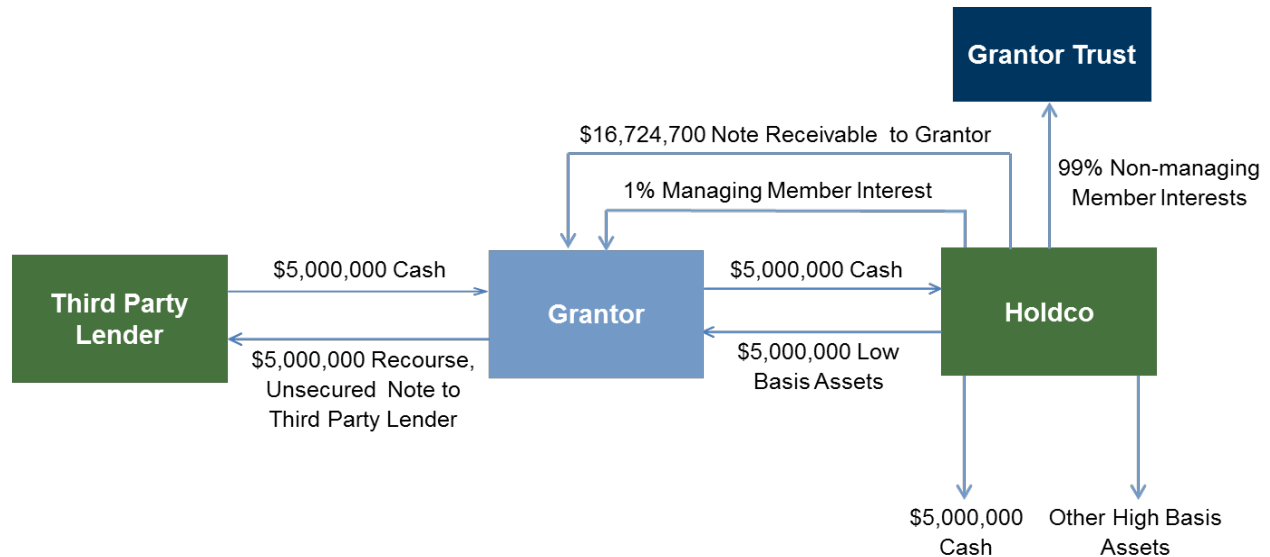 Grantor Trust
$16,724,700 Note Receivable to Grantor
1% Managing Member Interest
99% Non-managing
Member Interests
Third Party
Lender
$5,000,000 Cash
$5,000,000 Recourse,
Unsecured Note to
Third Party Lender
Grantor
$5,000,000 Cash
$5,000,000 Low
Basis Assets
Holdco
$5,000,000
Cash
Other High Basis
Assets